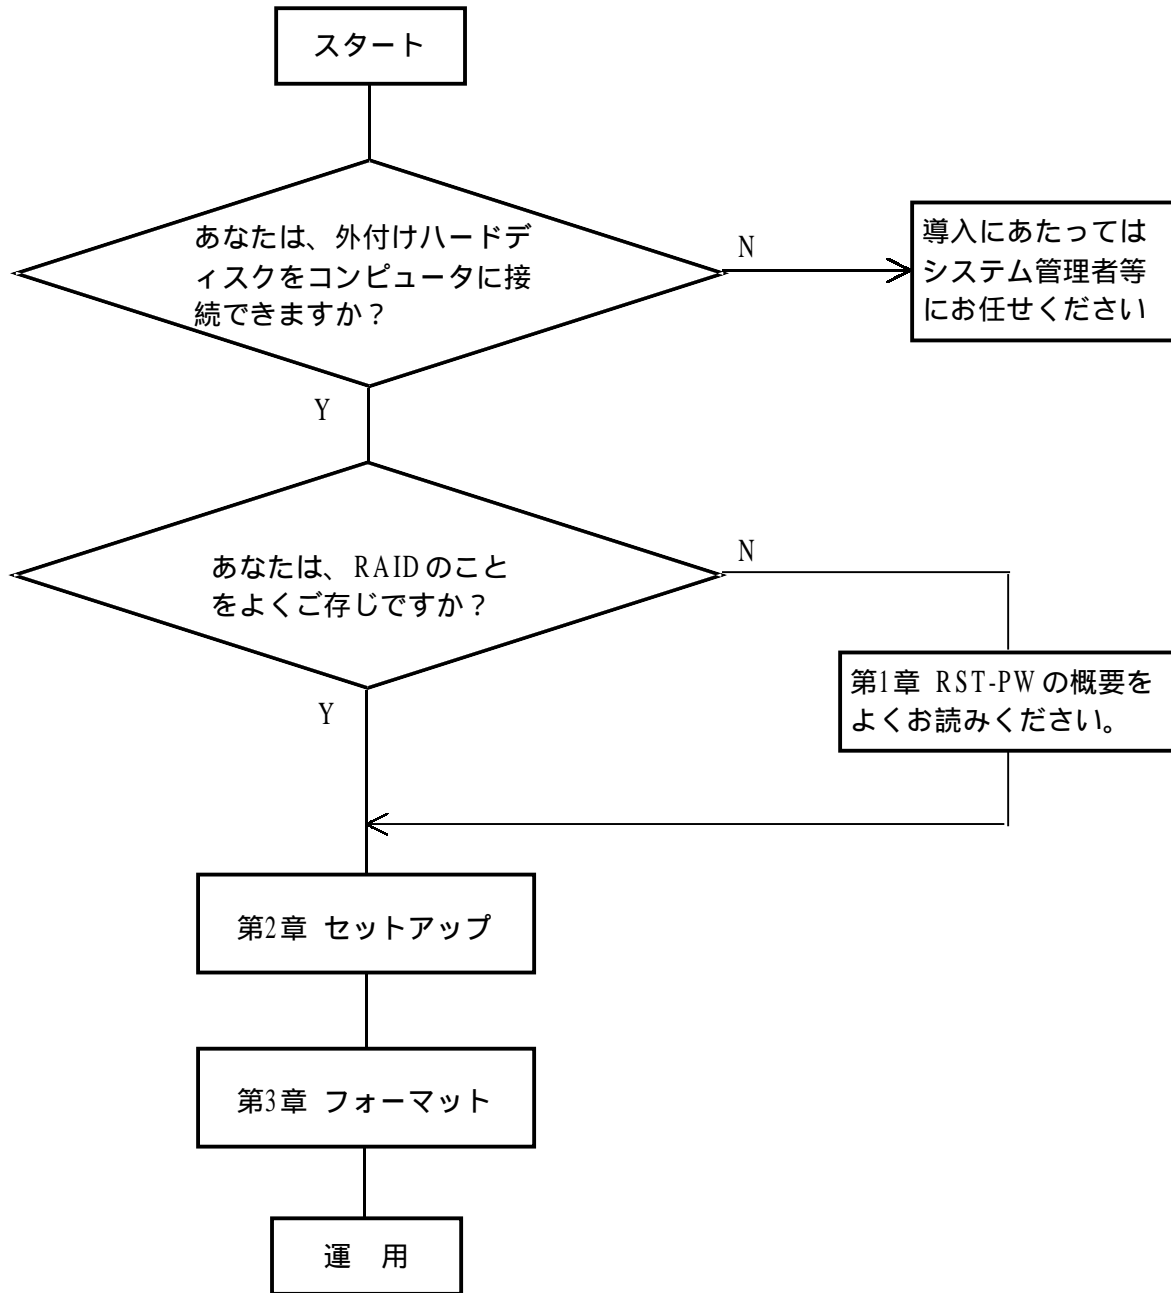 スタート
あなたは、外付けハードデ
ィスクをコンピュータに接
続できますか?
N
導入にあたっては
システム管理者等
にお任せください
Y
あなたは、RAIDのこと
をよくご存じですか?
N
第1章 RST-PWの概要を
よくお読みください。
Y
第2章 セットアップ
第3章 フォーマット
運 用